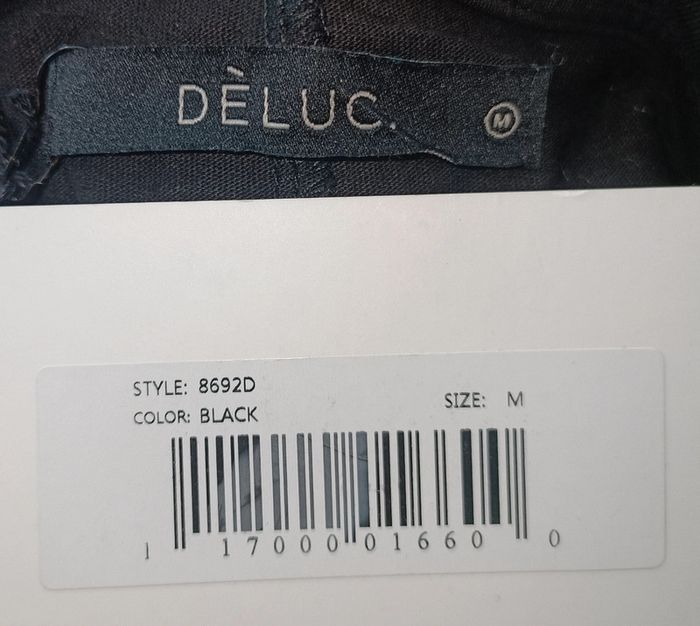 DÈLUC. M
STYLE: 8692D
COLOR: BLACK SIZE: M
1 17000 01660 0